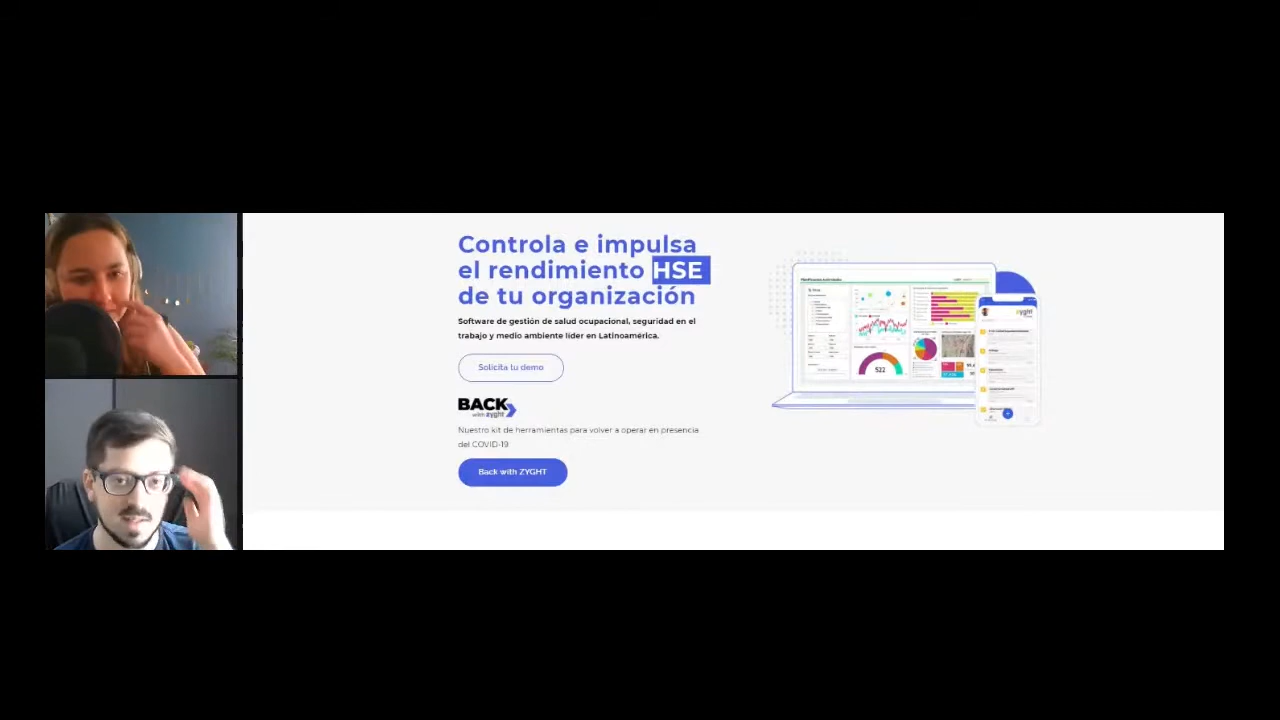 Controla e impulsa
el rendimiento HSE
de tu organización
Software de gestión de salud ocupacional, seguridad en el
trabajo y medio ambiente líder en Latinoamérica.
Solicita tu demo
BACK
with zyght
Nuestro kit de herramientas para volver a operar en presencia
del COVID-19
Back with ZYGHT
522
zyght